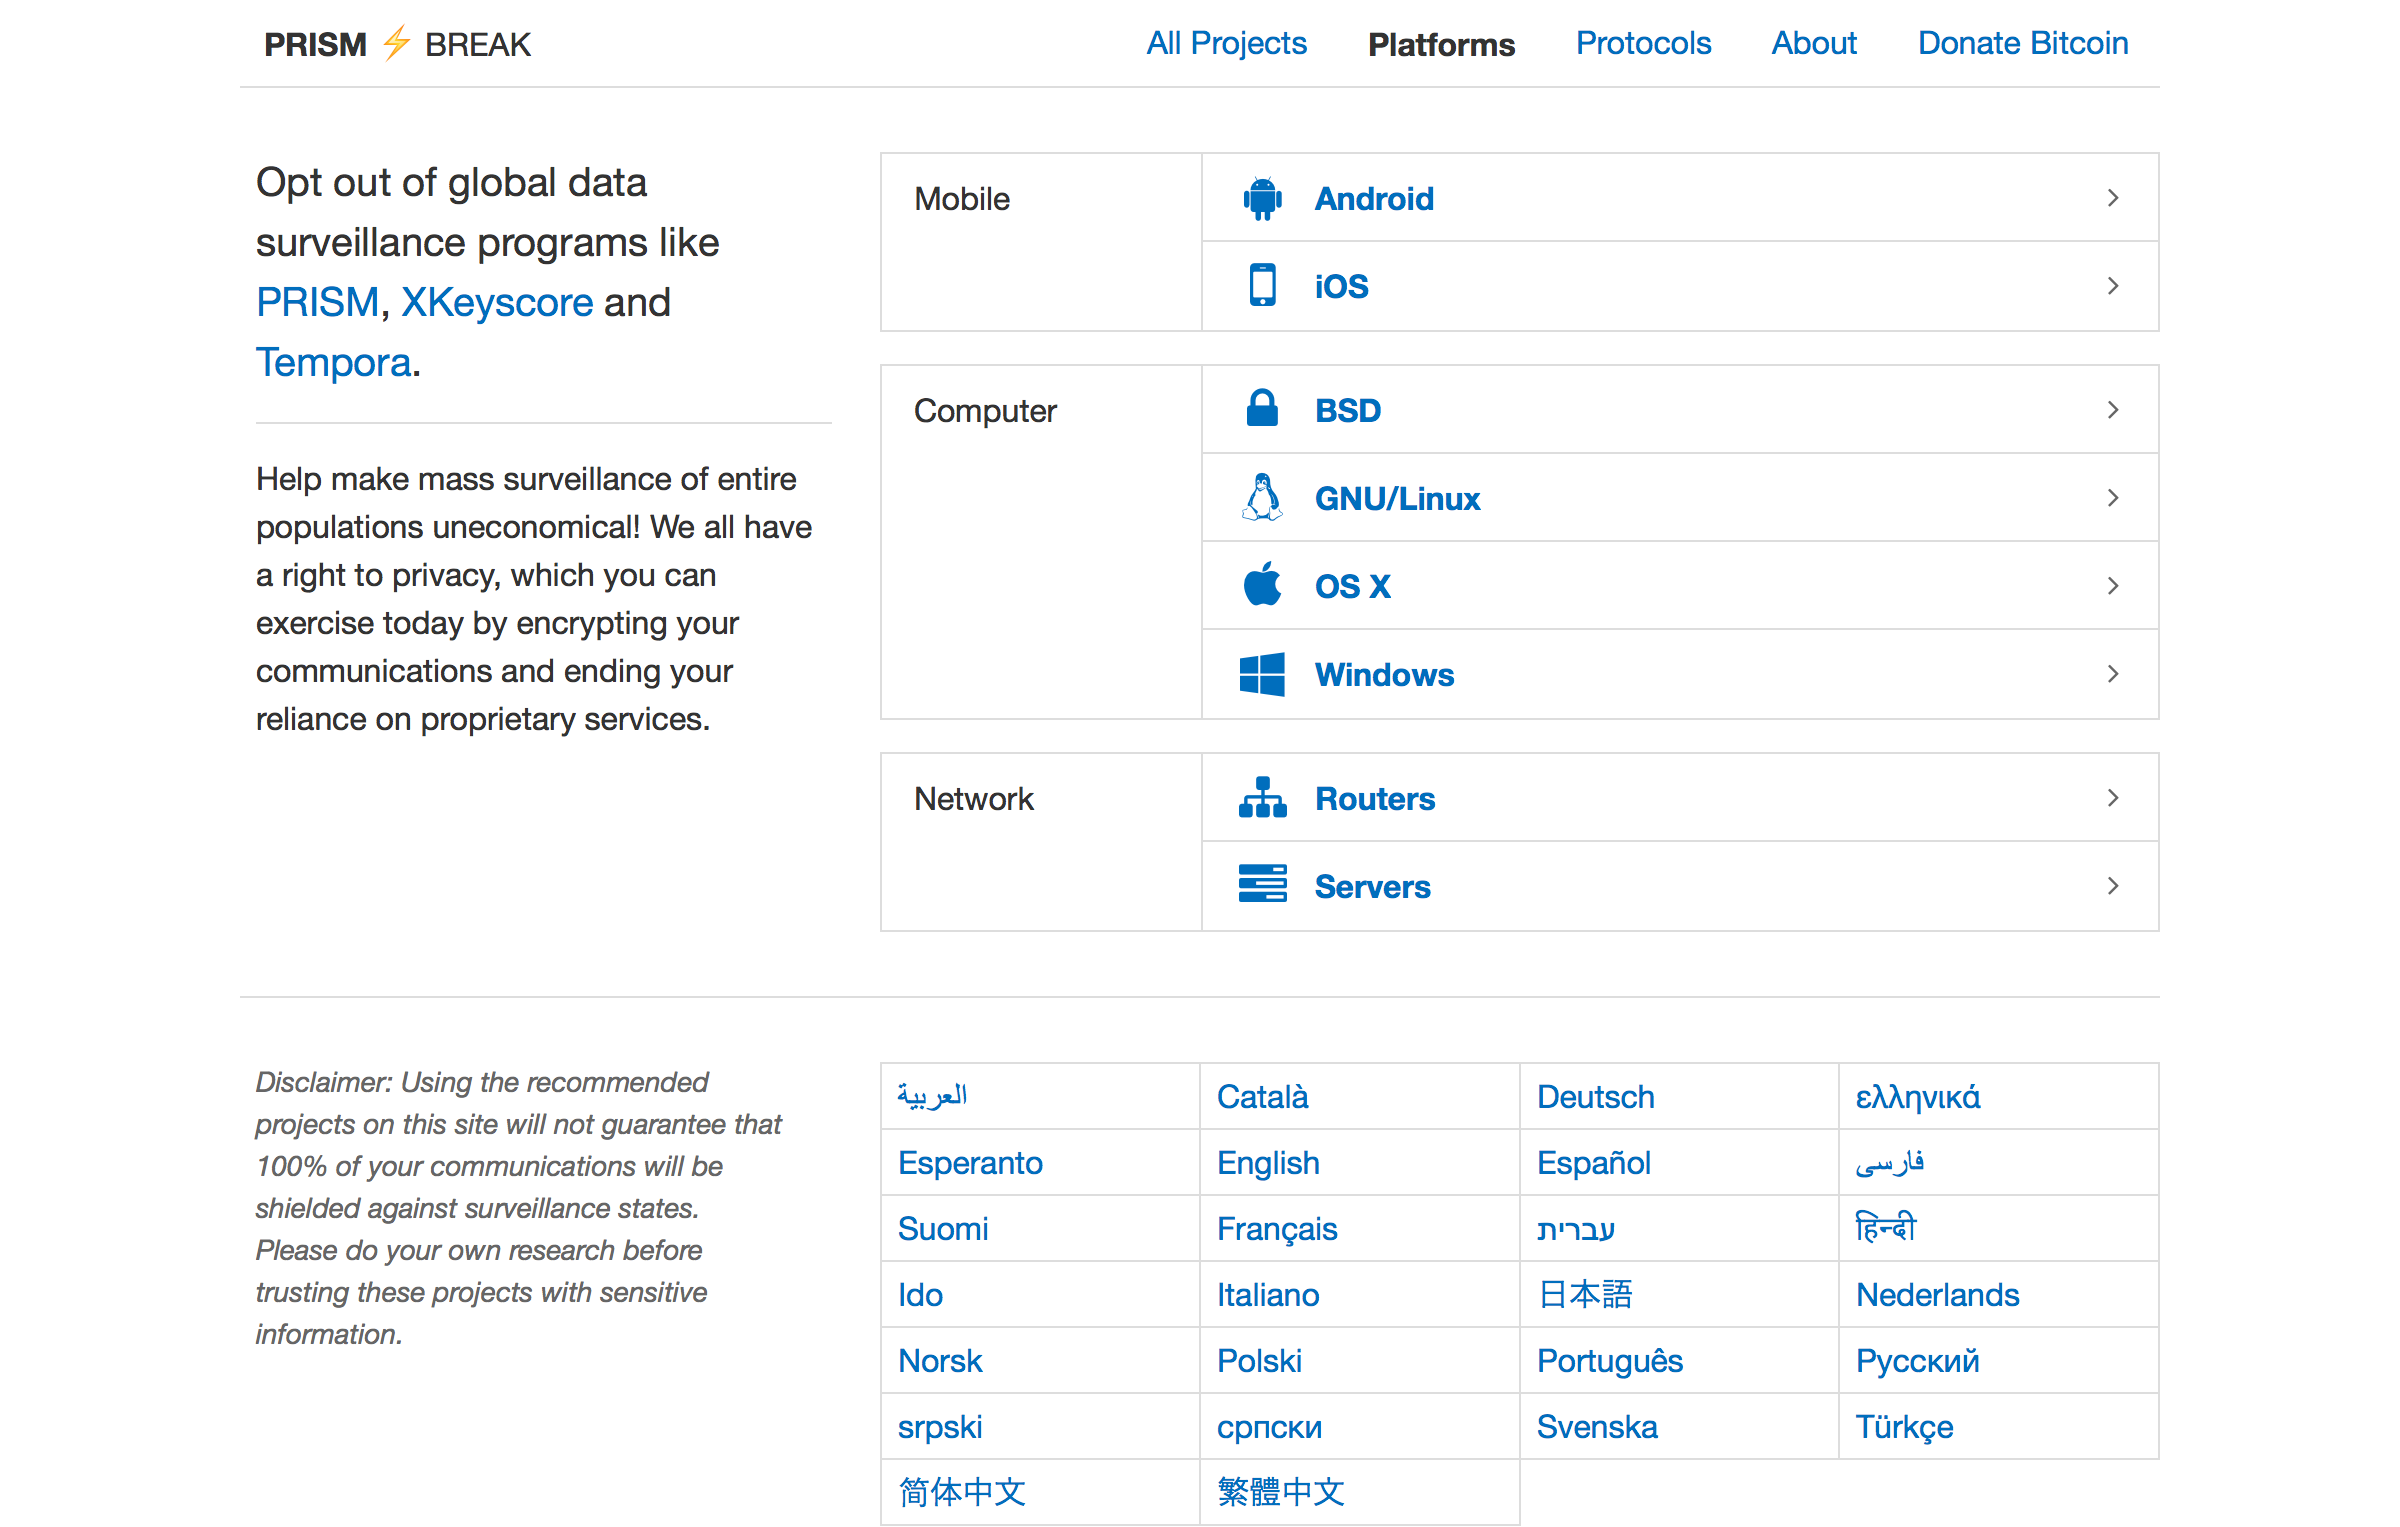 PRISM ⚡ BREAK
All Projects Platforms Protocols About Donate Bitcoin
Opt out of global data
surveillance programs like
PRISM, XKeyscore and
Tempora.
Help make mass surveillance of entire
populations uneconomical! We all have
a right to privacy, which you can
exercise today by encrypting your
communications and ending your
reliance on proprietary services.
Mobile
Android
iOS
Computer
BSD
GNU/Linux
OS X
Windows
Network
Routers
Servers
Disclaimer: Using the recommended
projects on this site will not guarantee that
100% of your communications will be
shielded against surveillance states.
Please do your own research before
trusting these projects with sensitive
information.
العربية Català Deutsch ελληνικά
Esperanto English Español فارسی
Suomi Français עברית हिन्दी
Ido Italiano 日本語 Nederlands
Norsk Polski Português Русский
srpski српски Svenska Türkçe
简体中文 繁體中文